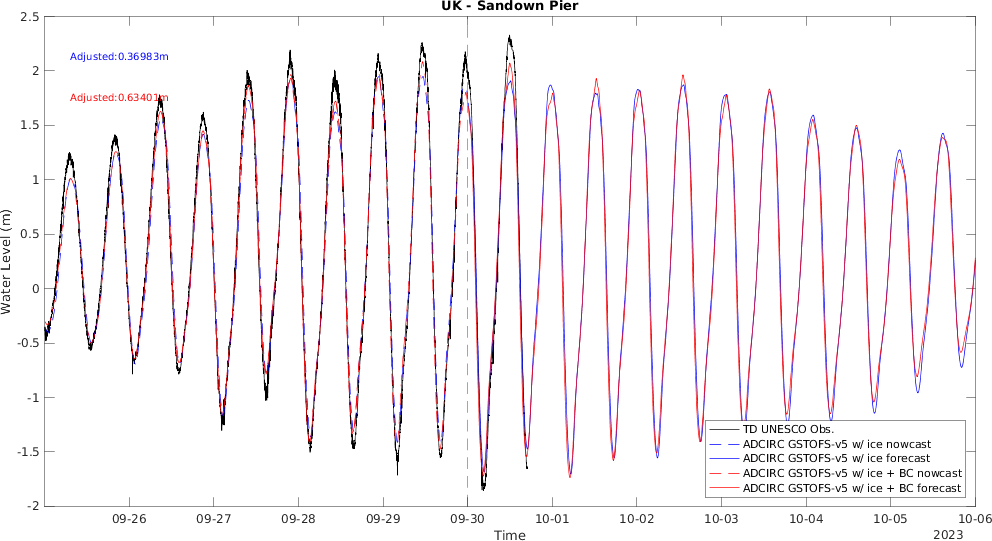 UK - Sandown Pier
2.5
2
1.5
1
0.5
0
-0.5
-1
-1.5
-2
Water Level (m)
Adjusted:0.36983m
Adjusted:0.63401m
TD UNESCO Obs.
ADCIRC GSTOFS-v5 w/ ice nowcast
ADCIRC GSTOFS-v5 w/ ice forecast
ADCIRC GSTOFS-v5 w/ ice + BC nowcast
ADCIRC GSTOFS-v5 w/ ice + BC forecast
09-26 09-27 09-28 09-29 09-30 10-01 10-02 10-03 10-04 10-05 10-06
Time
2023